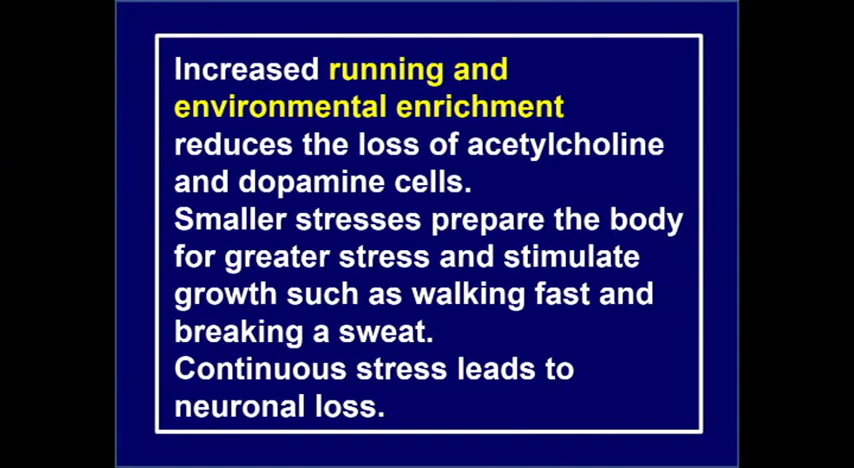 Increased running and
environmental enrichment
reduces the loss of acetylcholine
and dopamine cells.
Smaller stresses prepare the body
for greater stress and stimulate
growth such as walking fast and
breaking a sweat.
Continuous stress leads to
neuronal loss.